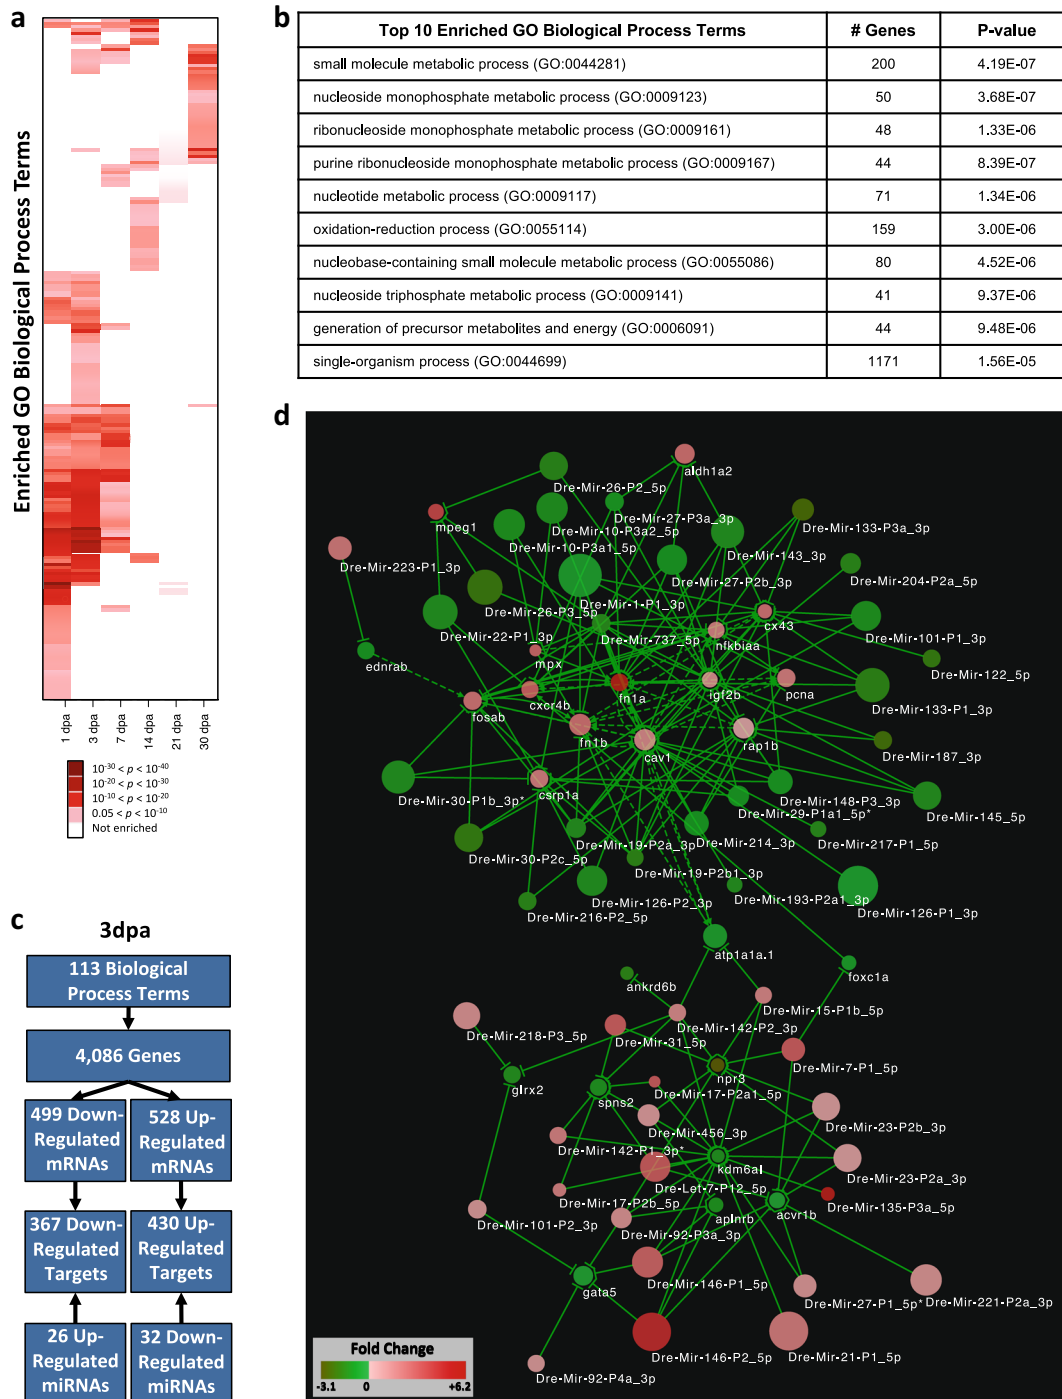 a
Enriched GO Biological Process Terms
1 dpa
3 dpa
7 dpa
14 dpa
21 dpa
30 dpa
10⁻³⁰ < p < 10⁻⁴⁰
10⁻²⁰ < p < 10⁻³⁰
10⁻¹⁰ < p < 10⁻²⁰
0.05 < p < 10⁻¹⁰
Not enriched
b
Top 10 Enriched GO Biological Process Terms # Genes P-value
small molecule metabolic process (GO:0044281) 200 4.19E-07
nucleoside monophosphate metabolic process (GO:0009123) 50 3.68E-07
ribonucleoside monophosphate metabolic process (GO:0009161) 48 1.33E-06
purine ribonucleoside monophosphate metabolic process (GO:0009167) 44 8.39E-07
nucleotide metabolic process (GO:0009117) 71 1.34E-06
oxidation-reduction process (GO:0055114) 159 3.00E-06
nucleobase-containing small molecule metabolic process (GO:0055086) 80 4.52E-06
nucleoside triphosphate metabolic process (GO:0009141) 41 9.37E-06
generation of precursor metabolites and energy (GO:0006091) 44 9.48E-06
single-organism process (GO:0044699) 1171 1.56E-05
c
3dpa
113 Biological
Process Terms
4,086 Genes
499 Down-
Regulated
mRNAs
528 Up-
Regulated
mRNAs
367 Down-
Regulated
Targets
430 Up-
Regulated
Targets
26 Up-
Regulated
miRNAs
32 Down-
Regulated
miRNAs
d
aldh1a2
Dre-Mir-26-P2_5p
mpeg1
Dre-Mir-27-P3a_3p
Dre-Mir-133-P3a_3p
Dre-Mir-10-P3a2_5p
Dre-Mir-10-P3a1_5p
Dre-Mir-143_3p
Dre-Mir-223-P1_3p
Dre-Mir-27-P2b_3p
Dre-Mir-204-P2a_5p
Dre-Mir-1-P1_3p
Dre-Mir-26-P3_5p
cx43
Dre-Mir-22-P1_3p
Dre-Mir-737_5p
nfkbiaa
Dre-Mir-101-P1_3p
mpx
ednrab
Dre-Mir-122_5p
fn1a
igf2b
pcna
cxcr4b
fosab
Dre-Mir-133-P1_3p
fn1b
rap1b
cav1
Dre-Mir-187_3p
Dre-Mir-30-P1b_3p*
csrp1a
Dre-Mir-148-P3_3p
Dre-Mir-29-P1a1_5p*
Dre-Mir-145_5p
Dre-Mir-19-P2a_3p
Dre-Mir-214_3p
Dre-Mir-217-P1_5p
Dre-Mir-30-P2c_5p
Dre-Mir-19-P2b1_3p
Dre-Mir-193-P2a1_3p
Dre-Mir-126-P2_3p
Dre-Mir-126-P1_3p
Dre-Mir-216-P2_5p
atp1a1a.1
foxc1a
ankrd6b
Dre-Mir-15-P1b_5p
Dre-Mir-142-P2_3p
Dre-Mir-218-P3_5p
Dre-Mir-31_5p
Dre-Mir-7-P1_5p
npr3
glrx2
Dre-Mir-17-P2a1_5p
spns2
Dre-Mir-23-P2b_3p
Dre-Mir-456_3p
Dre-Mir-142-P1_3p*
kdm6al
Dre-Mir-23-P2a_3p
Dre-Let-7-P12_5p
Dre-Mir-17-P2b_5p
Dre-Mir-135-P3a_5p
aplnrb
acvr1b
Dre-Mir-101-P2_3p
Dre-Mir-92-P3a_3p
Dre-Mir-146-P1_5p
gata5
Dre-Mir-27-P1_5p*
Dre-Mir-221-P2a_3p
Dre-Mir-146-P2_5p
Dre-Mir-21-P1_5p
Dre-Mir-92-P4a_3p
Fold Change
-3.1 0 +6.2